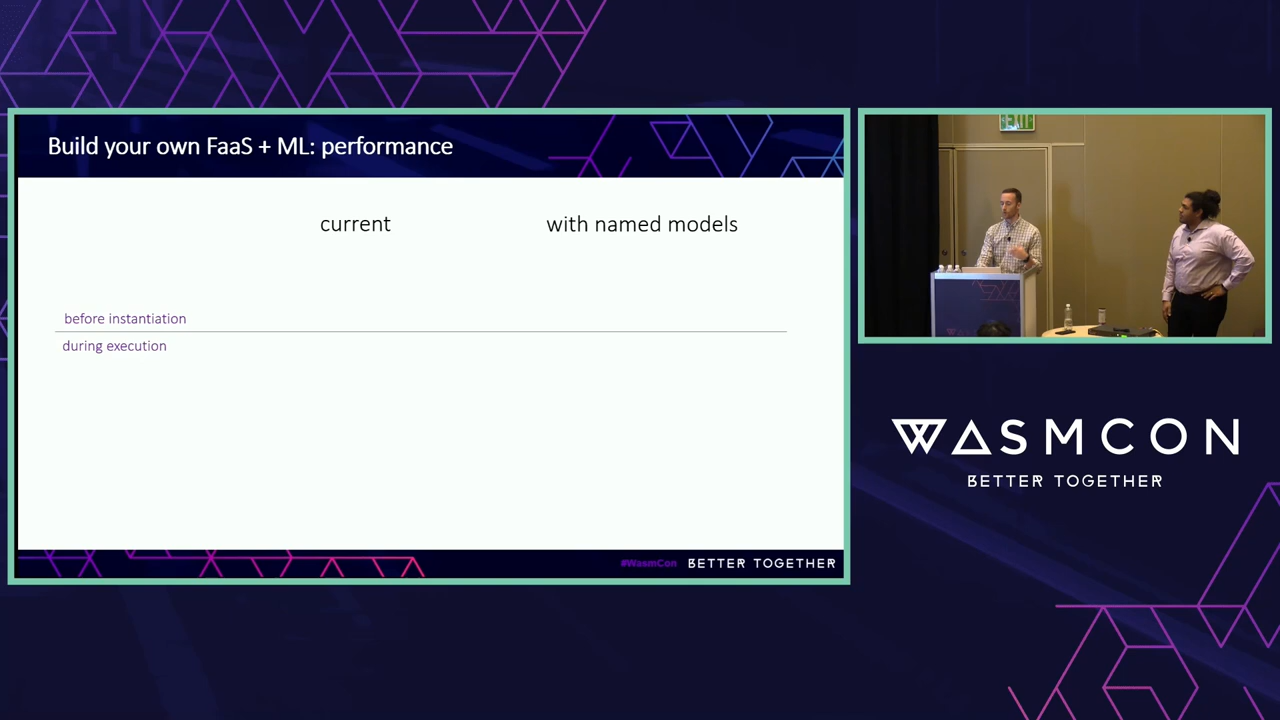 Build your own FaaS + ML: performance
current
with named models
before instantiation
during execution
#WasmCon BETTER TOGETHER
EXIT
WASMCON
BETTER TOGETHER